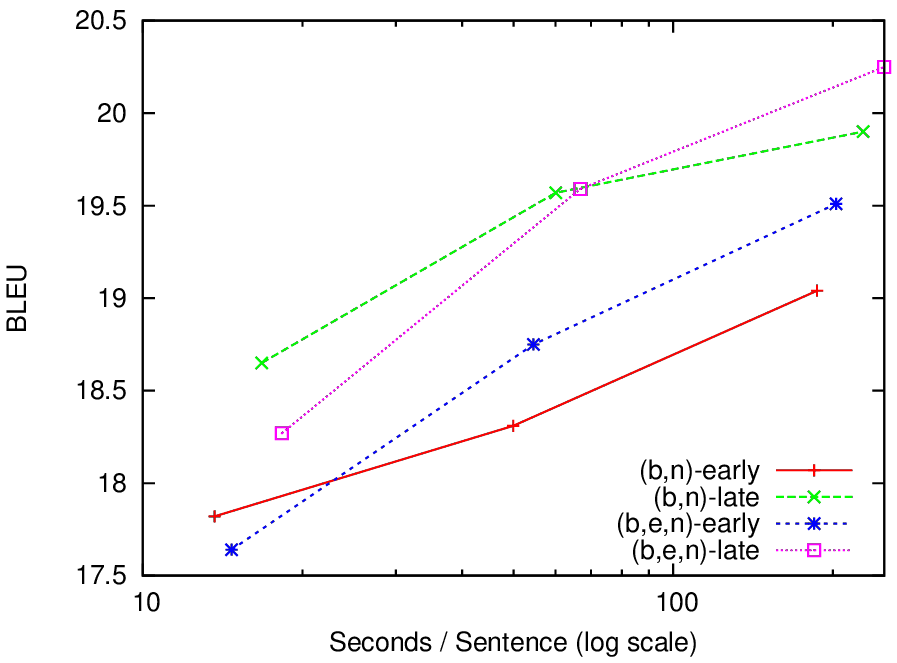 20.5
20
19.5
19
18.5
18
17.5
BLEU
(b,n)-early
(b,n)-late
(b,e,n)-early
(b,e,n)-late
10 100
Seconds / Sentence (log scale)